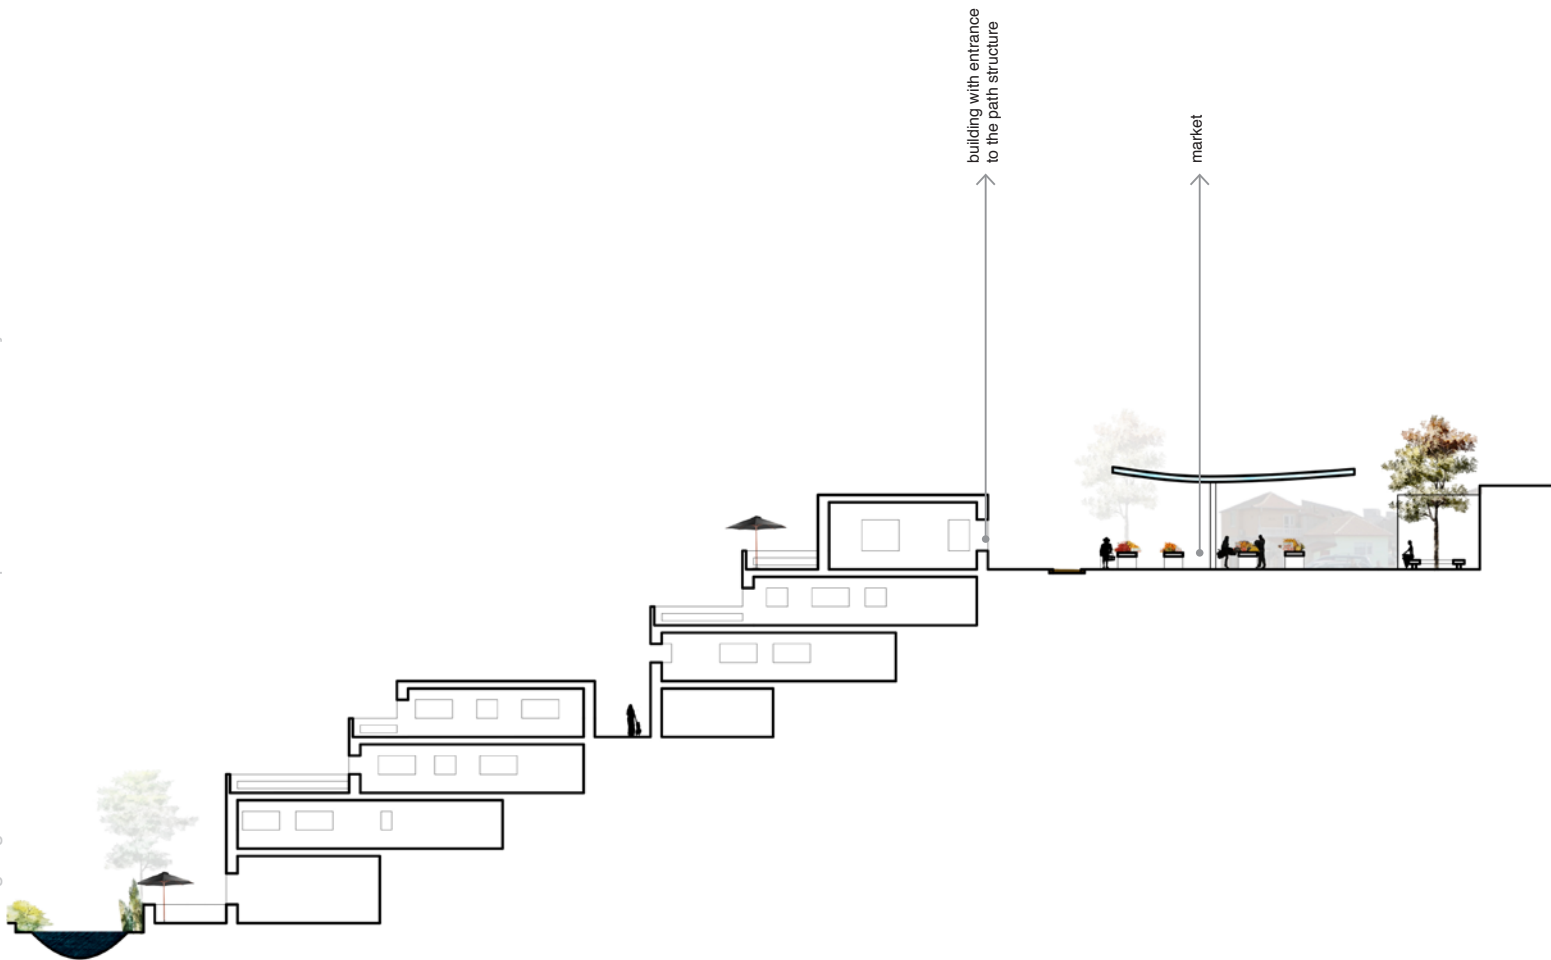 building with entrance
to the path structure
market